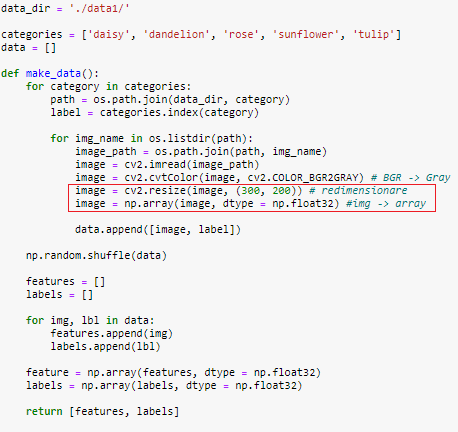 data_dir = './data1/'
categories = ['daisy', 'dandelion', 'rose', 'sunflower', 'tulip']
data = []
def make_data():
    for category in categories:
        path = os.path.join(data_dir, category)
        label = categories.index(category)
        for img_name in os.listdir(path):
            image_path = os.path.join(path, img_name)
            image = cv2.imread(image_path)
            image = cv2.cvtColor(image, cv2.COLOR_BGR2GRAY) # BGR -> Gray
            image = cv2.resize(image, (300, 200)) # redimensionare
            image = np.array(image, dtype = np.float32) #img -> array
            data.append([image, label])
    np.random.shuffle(data)
    features = []
    labels = []
    for img, lbl in data:
        features.append(img)
        labels.append(lbl)
    feature = np.array(features, dtype = np.float32)
    labels = np.array(labels, dtype = np.float32)
    return [features, labels]